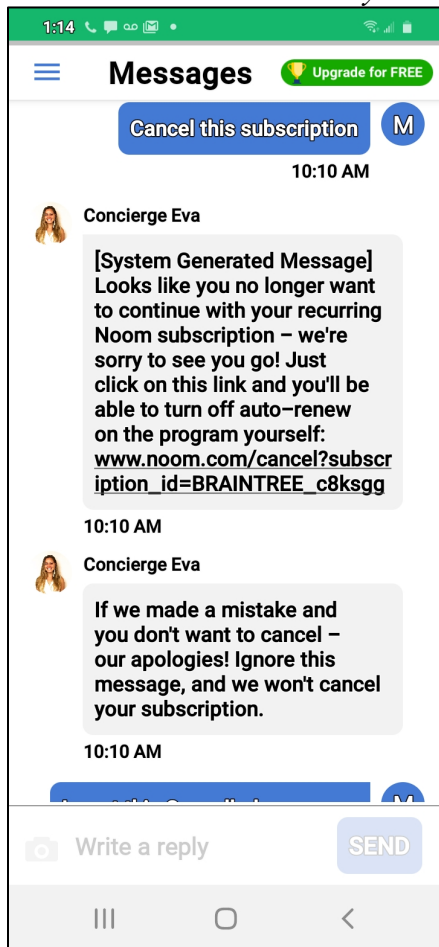 1:14
Messages
Upgrade for FREE
Cancel this subscription
M
10:10 AM
Concierge Eva
[System Generated Message]
Looks like you no longer want
to continue with your recurring
Noom subscription – we're
sorry to see you go! Just
click on this link and you'll be
able to turn off auto–renew
on the program yourself:
www.noom.com/cancel?subscr
iption_id=BRAINTREE_c8ksgg
10:10 AM
Concierge Eva
If we made a mistake and
you don't want to cancel –
our apologies! Ignore this
message, and we won't cancel
your subscription.
10:10 AM
M
Write a reply
SEND